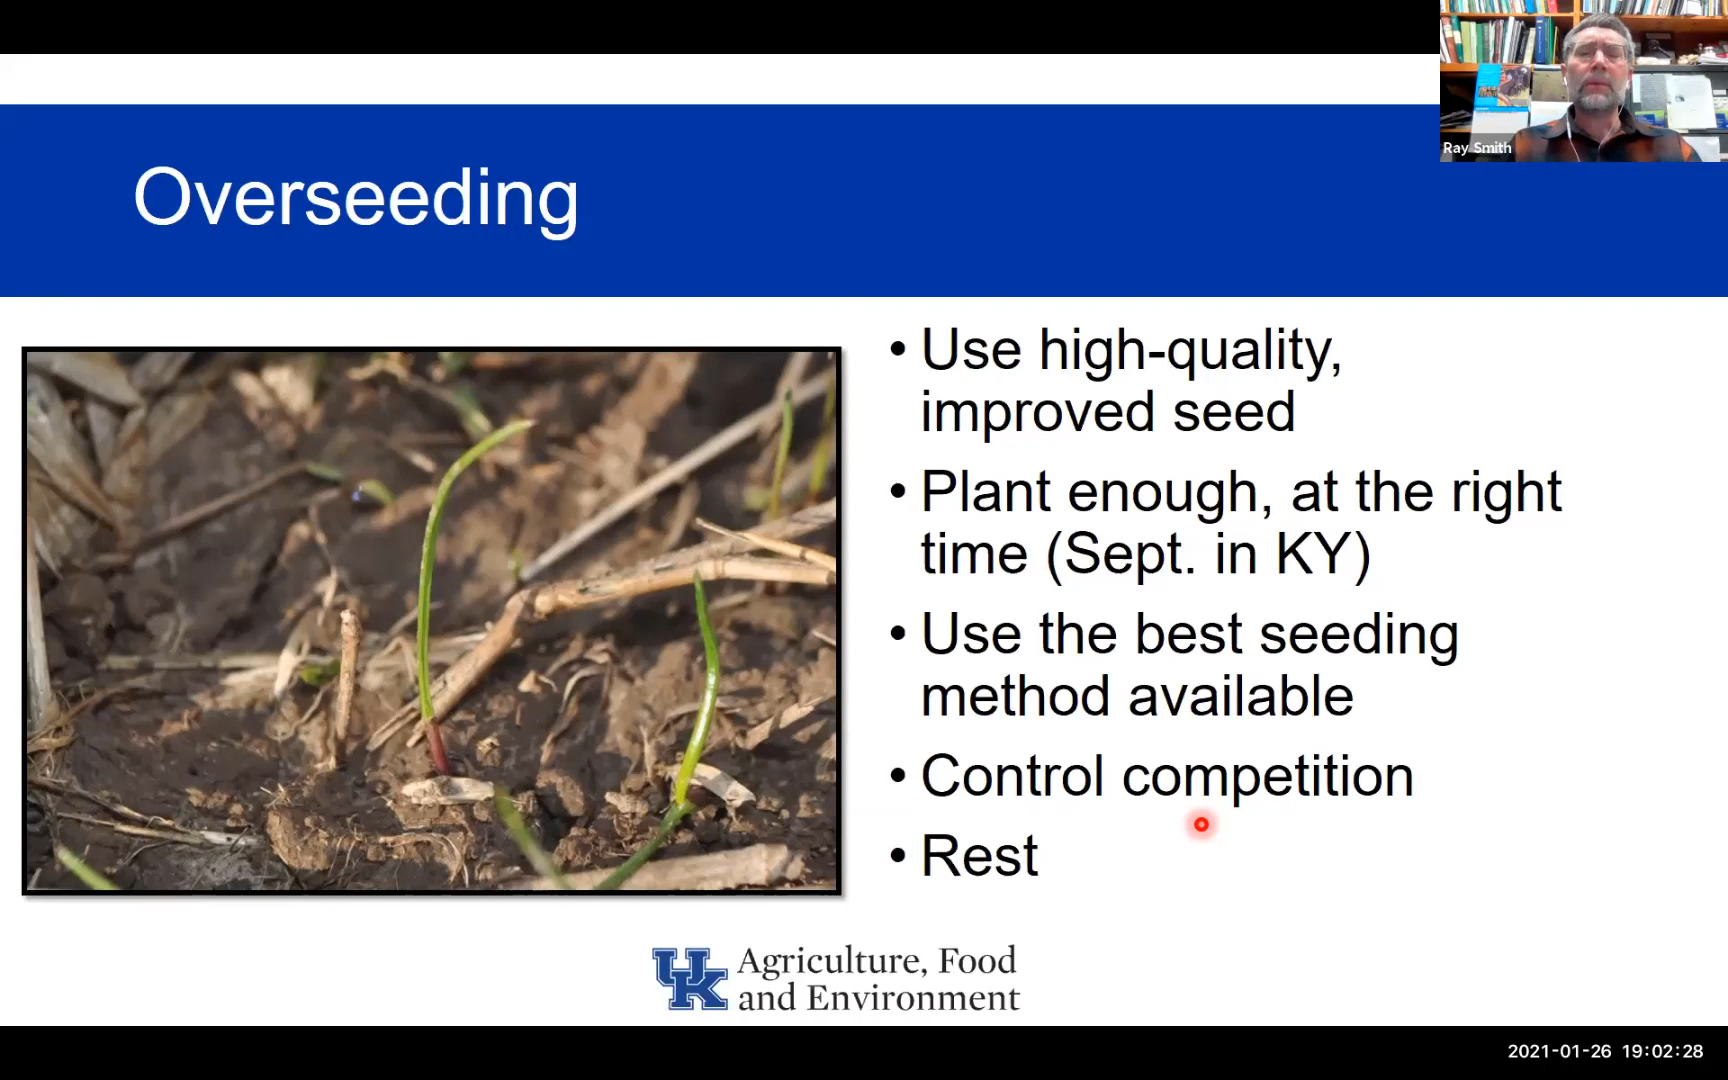 Ray Smith
Overseeding
• Use high-quality,
improved seed
• Plant enough, at the right
time (Sept. in KY)
• Use the best seeding
method available
• Control competition
• Rest
UK Agriculture, Food
and Environment
2021-01-26 19:02:28